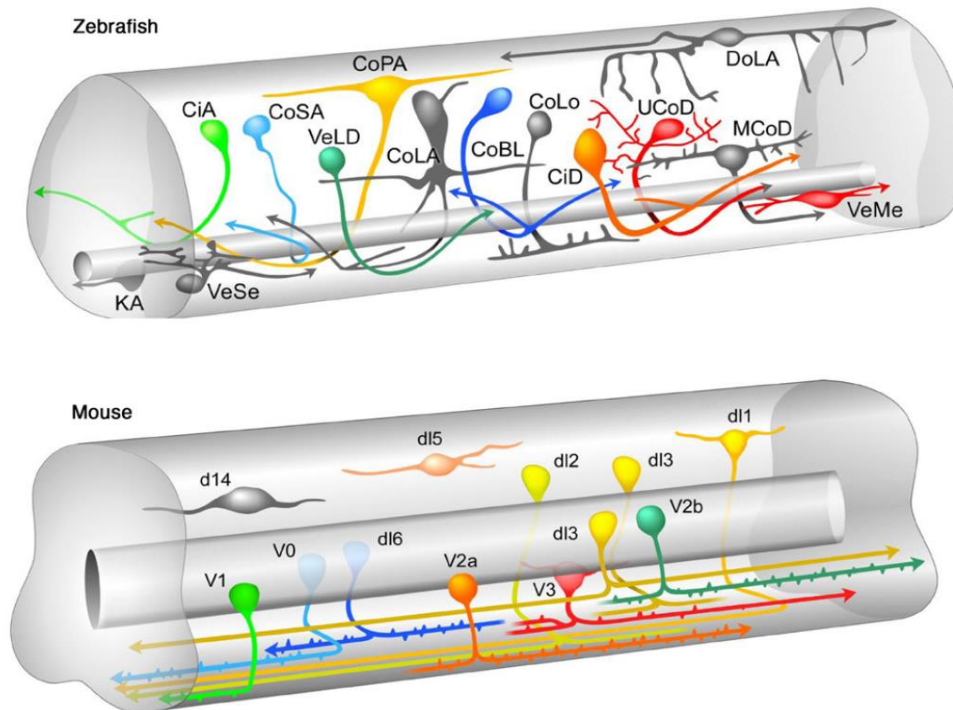 Zebrafish
CoPA
DoLA
CiA
CoSA
CoLo
UCoD
VeLD
MCoD
CoLA
CoBL
CiD
VeMe
KA
VeSe
Mouse
dI5
dI1
d14
dI2
dI3
V0
dI6
dI3
V2b
V1
V2a
V3